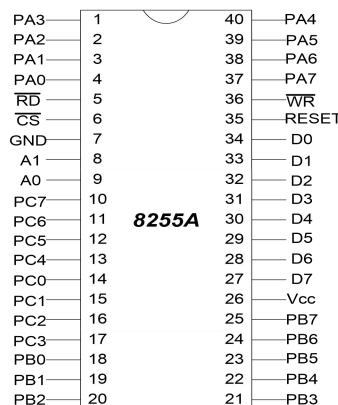 PA3 1 40 PA4
PA2 2 39 PA5
PA1 3 38 PA6
PA0 4 37 PA7
RD 5 36 WR
CS 6 35 RESET
GND 7 34 D0
A1 8 33 D1
A0 9 32 D2
PC7 10 31 D3
PC6 11 8255A 30 D4
PC5 12 29 D5
PC4 13 28 D6
PC0 14 27 D7
PC1 15 26 Vcc
PC2 16 25 PB7
PC3 17 24 PB6
PB0 18 23 PB5
PB1 19 22 PB4
PB2 20 21 PB3